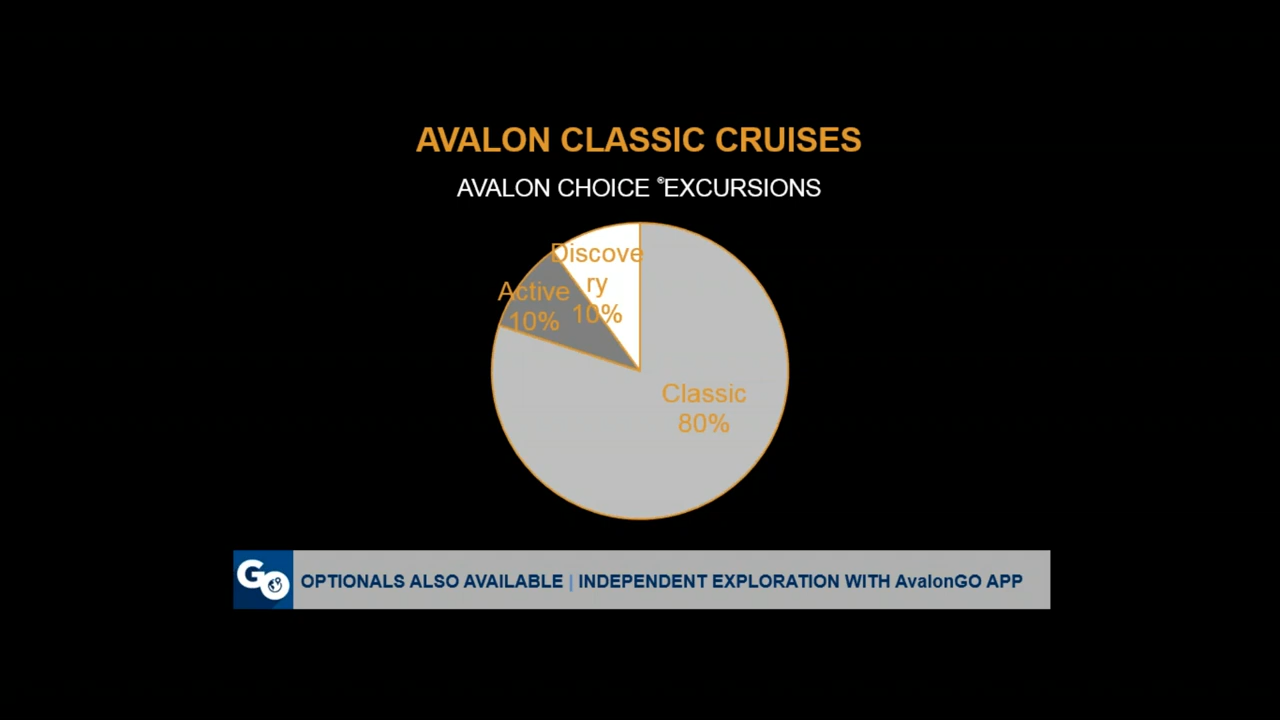 AVALON CLASSIC CRUISES
AVALON CHOICE ®EXCURSIONS
Discove
ry
10%
Active
10%
Classic
80%
GO
OPTIONALS ALSO AVAILABLE | INDEPENDENT EXPLORATION WITH AvalonGO APP